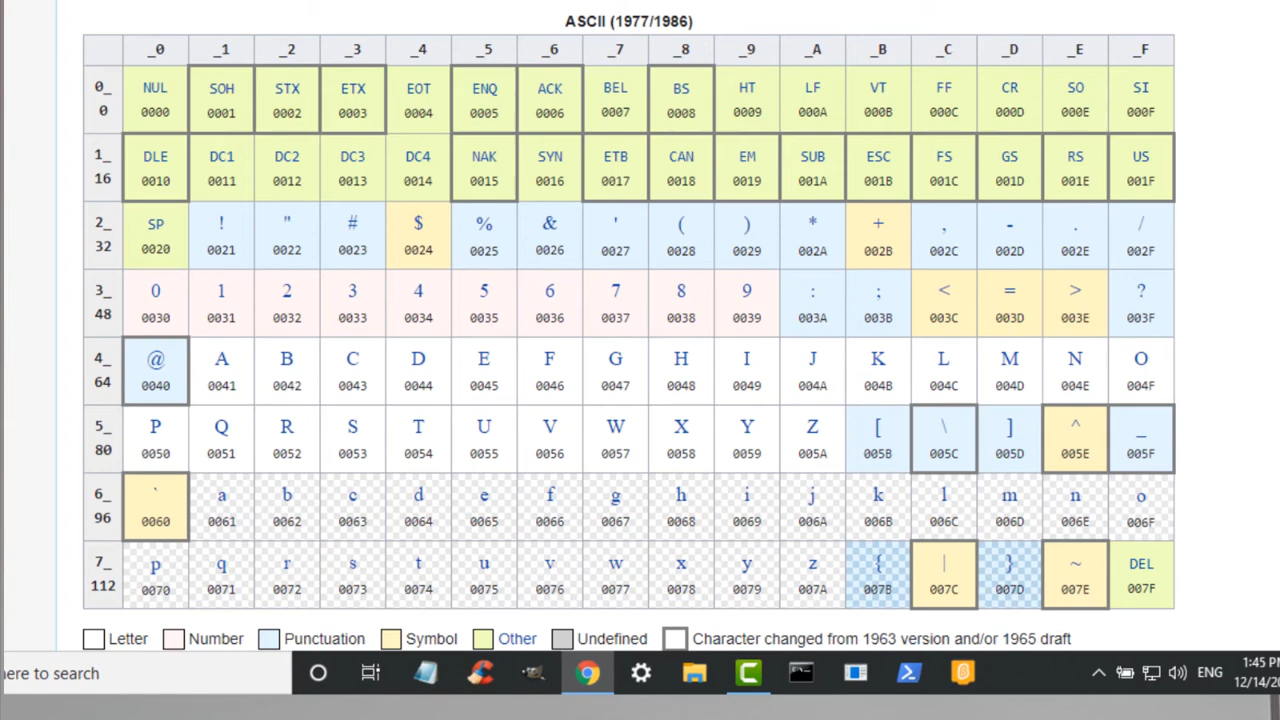 ASCII (1977/1986)
_0 _1 _2 _3 _4 _5 _6 _7 _8 _9 _A _B _C _D _E _F
0_ NUL SOH STX ETX EOT ENQ ACK BEL BS HT LF VT FF CR SO SI
0 0000 0001 0002 0003 0004 0005 0006 0007 0008 0009 000A 000B 000C 000D 000E 000F
1_ DLE DC1 DC2 DC3 DC4 NAK SYN ETB CAN EM SUB ESC FS GS RS US
16 0010 0011 0012 0013 0014 0015 0016 0017 0018 0019 001A 001B 001C 001D 001E 001F
2_ SP ! " # $ % & ' ( ) * + , - . /
32 0020 0021 0022 0023 0024 0025 0026 0027 0028 0029 002A 002B 002C 002D 002E 002F
3_ 0 1 2 3 4 5 6 7 8 9 : ; < = > ?
48 0030 0031 0032 0033 0034 0035 0036 0037 0038 0039 003A 003B 003C 003D 003E 003F
4_ @ A B C D E F G H I J K L M N O
64 0040 0041 0042 0043 0044 0045 0046 0047 0048 0049 004A 004B 004C 004D 004E 004F
5_ P Q R S T U V W X Y Z [ \ ] ^ _
80 0050 0051 0052 0053 0054 0055 0056 0057 0058 0059 005A 005B 005C 005D 005E 005F
6_ ` a b c d e f g h i j k l m n o
96 0060 0061 0062 0063 0064 0065 0066 0067 0068 0069 006A 006B 006C 006D 006E 006F
7_ p q r s t u v w x y z { | } ~ DEL
112 0070 0071 0072 0073 0074 0075 0076 0077 0078 0079 007A 007B 007C 007D 007E 007F
Letter Number Punctuation Symbol Other Undefined Character changed from 1963 version and/or 1965 draft
here to search ENG 1:45 PM
12/14/20